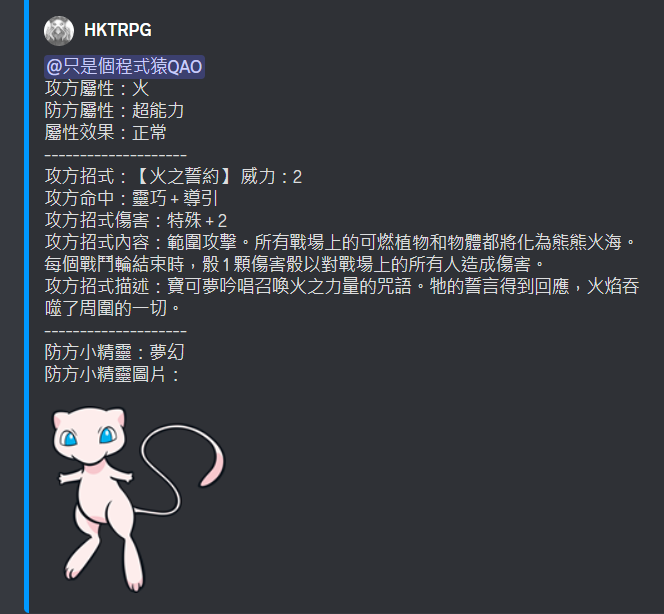 HKTRPG
@只是個程式猿QAO
攻方屬性：火
防方屬性：超能力
屬性效果：正常
--------------------
攻方招式：【火之誓約】 威力：2
攻方命中：靈巧 + 導引
攻方招式傷害：特殊 + 2
攻方招式內容：範圍攻擊。所有戰場上的可燃植物和物體都將化為熊熊火海。
每個戰鬥輪結束時，骰 1 顆傷害骰以對戰場上的所有人造成傷害。
攻方招式描述：寶可夢吟唱召喚火之力量的咒語。牠的誓言得到回應，火焰吞
噬了周圍的一切。
--------------------
防方小精靈：夢幻
防方小精靈圖片：